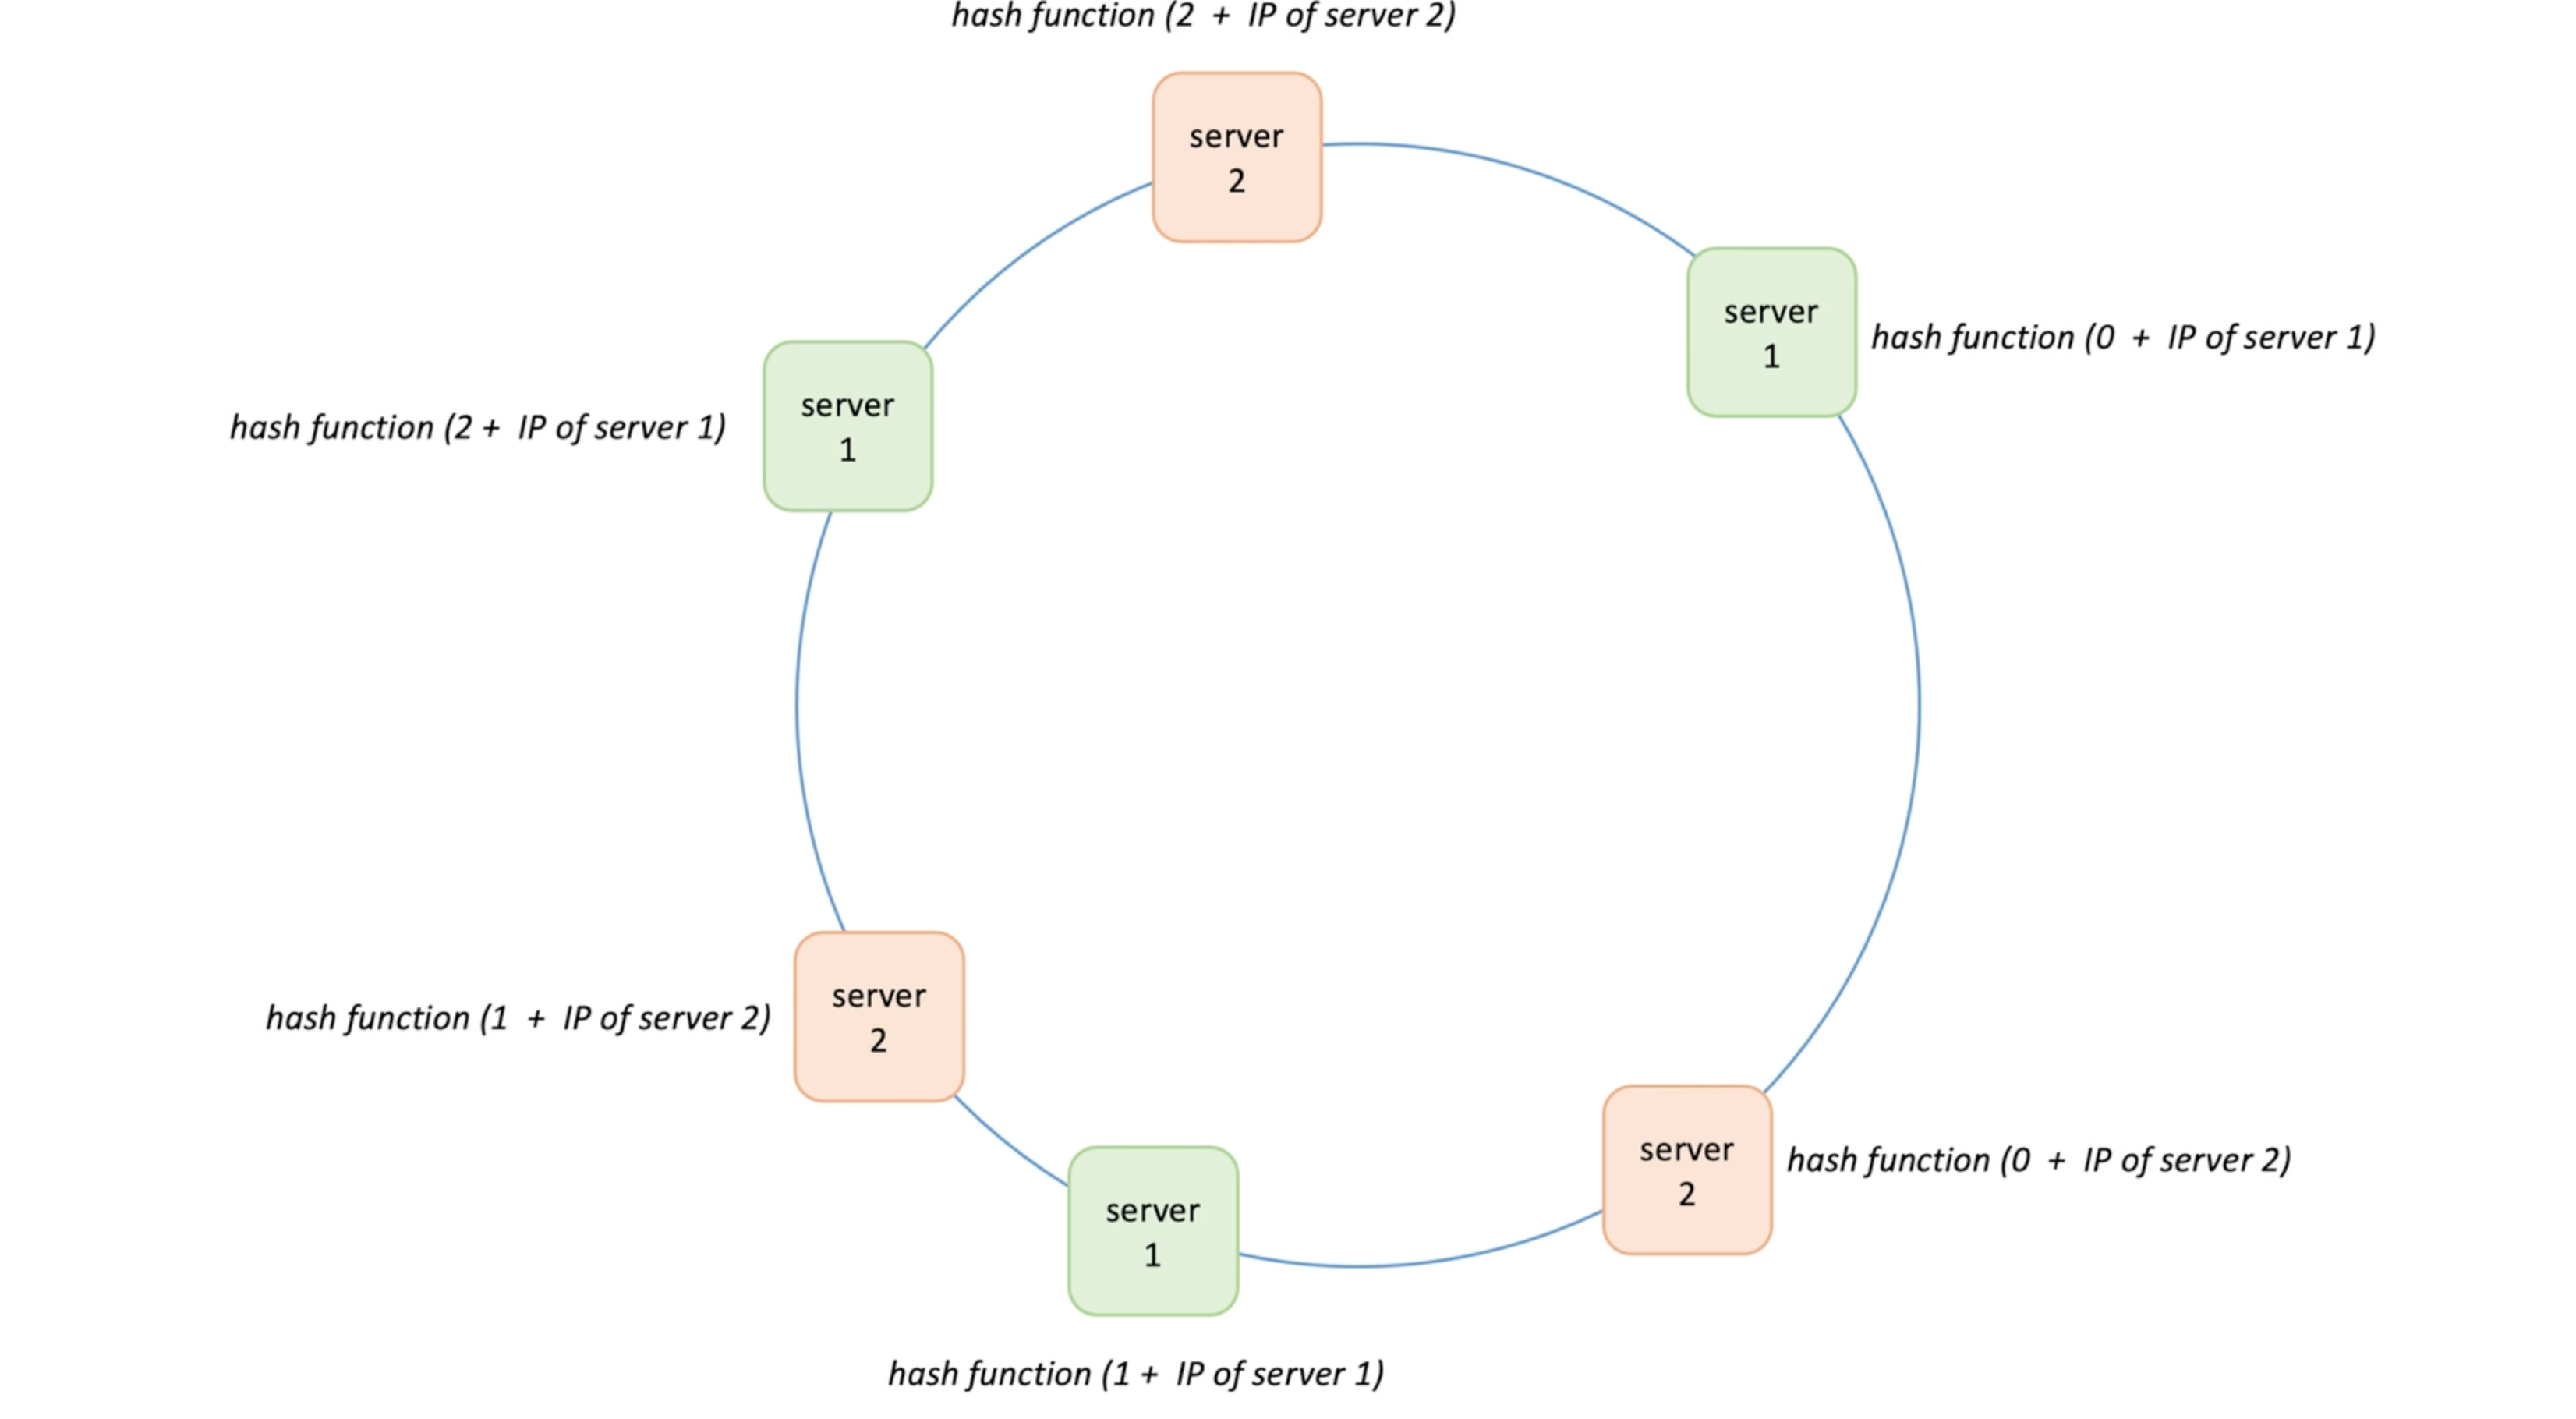 hash function (2 + IP of server 2)
server
2
server
1
hash function (0 + IP of server 1)
server
1
hash function (2 + IP of server 1)
server
2
hash function (1 + IP of server 2)
server
2
hash function (0 + IP of server 2)
server
1
hash function (1 + IP of server 1)